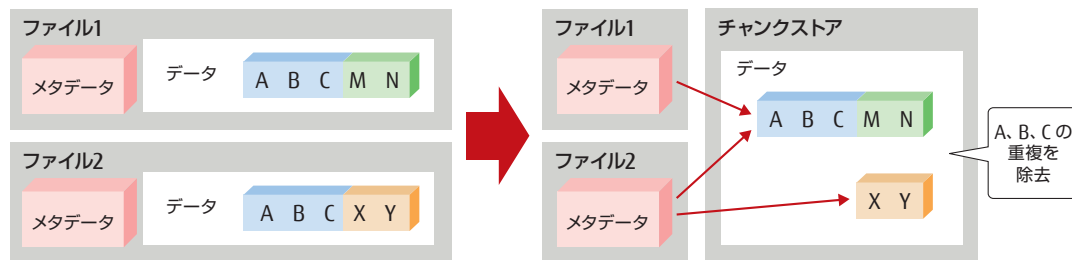 ファイル1
メタデータ
データ
A B C M N
ファイル2
メタデータ
データ
A B C X Y
ファイル1
メタデータ
ファイル2
メタデータ
チャンクストア
データ
A B C M N
X Y
A、B、Cの
重複を
除去